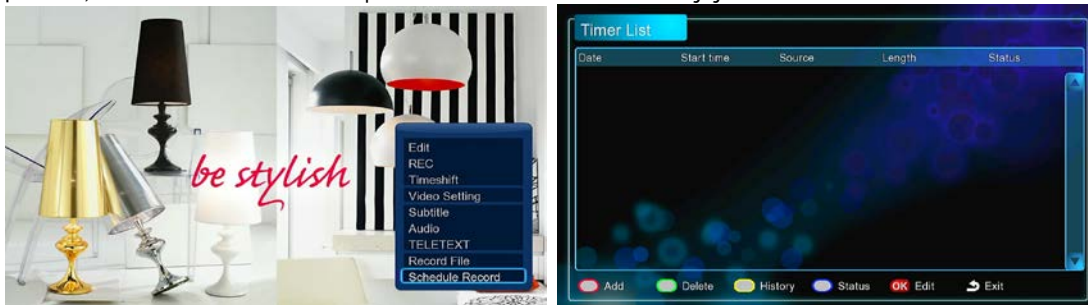 be stylish
Edit
REC
Timeshift
Video Setting
Subtitle
Audio
TELETEXT
Record File
Schedule Record
Timer List
Date Start time Source Length Status
Add Delete History Status OK Edit Exit